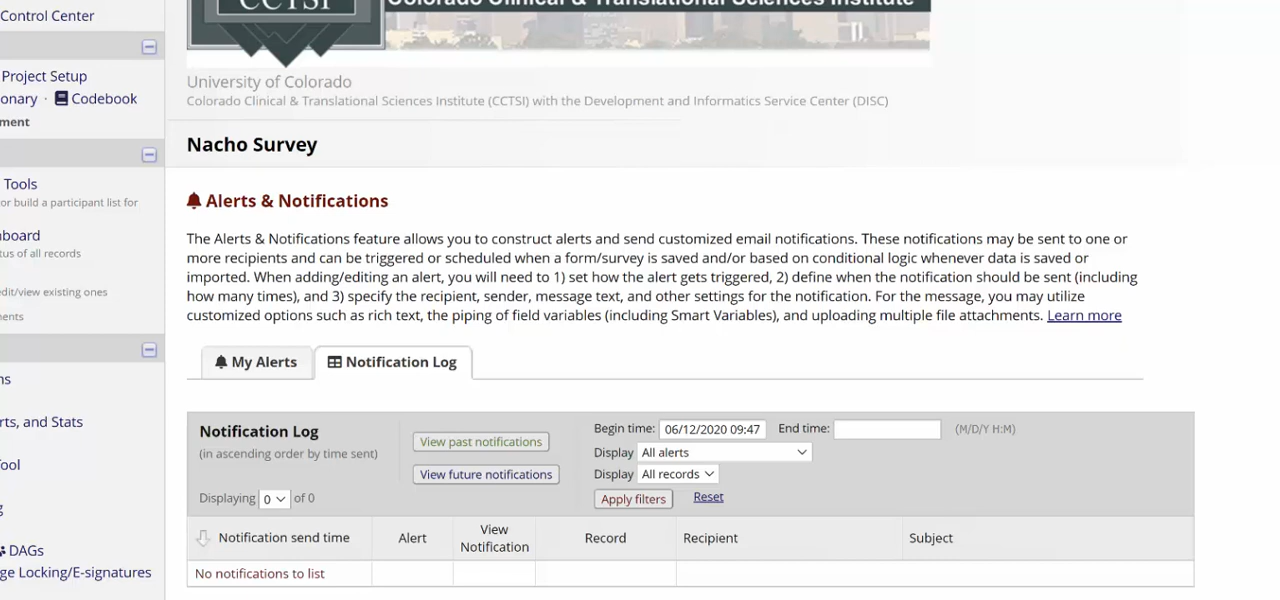 Control Center
CCTSI
Colorado Clinical & Translational Sciences Institute
Project Setup
Codebook
University of Colorado
Colorado Clinical & Translational Sciences Institute (CCTSI) with the Development and Informatics Service Center (DISC)
Nacho Survey
Tools
or build a participant list for
tus of all records
edit/view existing ones
Alerts & Notifications
The Alerts & Notifications feature allows you to construct alerts and send customized email notifications. These notifications may be sent to one or
more recipients and can be triggered or scheduled when a form/survey is saved and/or based on conditional logic whenever data is saved or
imported. When adding/editing an alert, you will need to 1) set how the alert gets triggered, 2) define when the notification should be sent (including
how many times), and 3) specify the recipient, sender, message text, and other settings for the notification. For the message, you may utilize
customized options such as rich text, the piping of field variables (including Smart Variables), and uploading multiple file attachments. Learn more
My Alerts
Notification Log
rts, and Stats
DAGs
ge Locking/E-signatures
Notification Log
(in ascending order by time sent)
View past notifications
View future notifications
Begin time: 06/12/2020 09:47 End time: (M/D/Y H:M)
Display All alerts
Display All records
Displaying 0 of 0
Apply filters Reset
Notification send time
Alert
View
Notification
Record
Recipient
Subject
No notifications to list